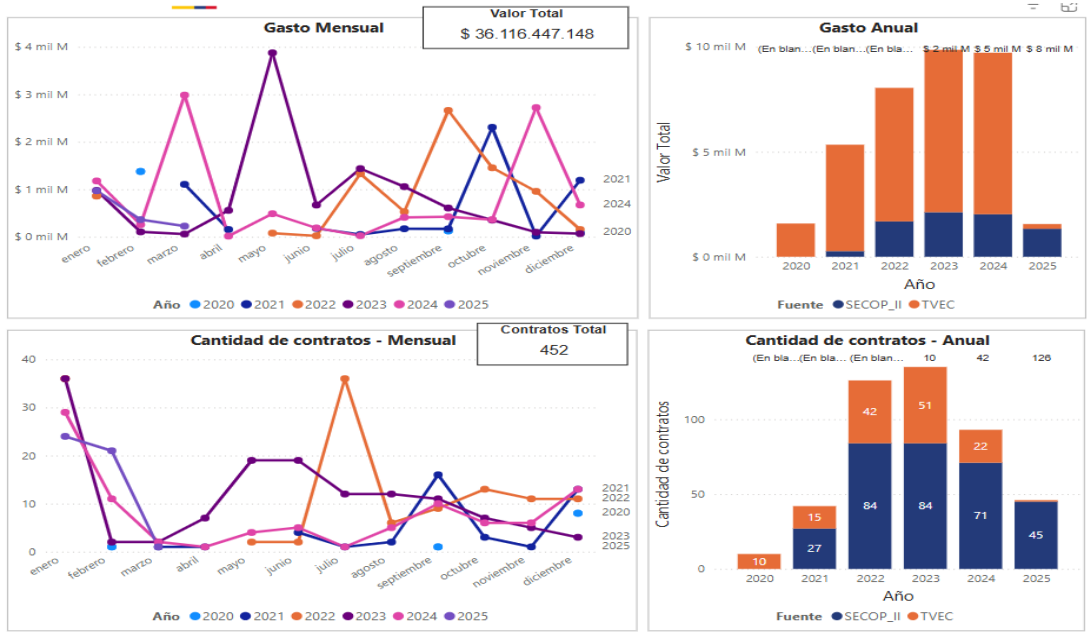 Gasto Mensual
Valor Total
$ 36.116.447.148
$ 4 mil M
$ 3 mil M
$ 2 mil M
$ 1 mil M
$ 0 mil M
2021
2024
2020
enero
febrero
marzo
abril
mayo
junio
julio
agosto
septiembre
octubre
noviembre
diciembre
Año 2020 2021 2022 2023 2024 2025
Gasto Anual
(En blan... (En blan... (En bla... $ 2 mil M $ 5 mil M $ 8 mil M
$ 10 mil M
$ 5 mil M
$ 0 mil M
Valor Total
2020 2021 2022 2023 2024 2025
Año
Fuente SECOP_II TVEC
Cantidad de contratos - Mensual
Contratos Total
452
40
30
20
10
0
2021
2022
2020
2023
2025
enero
febrero
marzo
abril
mayo
junio
julio
agosto
septiembre
octubre
noviembre
diciembre
Año 2020 2021 2022 2023 2024 2025
Cantidad de contratos - Anual
(En bla... (En bla... (En blan... 10 42 126
100
50
0
Cantidad de contratos
10
15
27
42
84
51
84
22
71
45
2020 2021 2022 2023 2024 2025
Año
Fuente SECOP_II TVEC